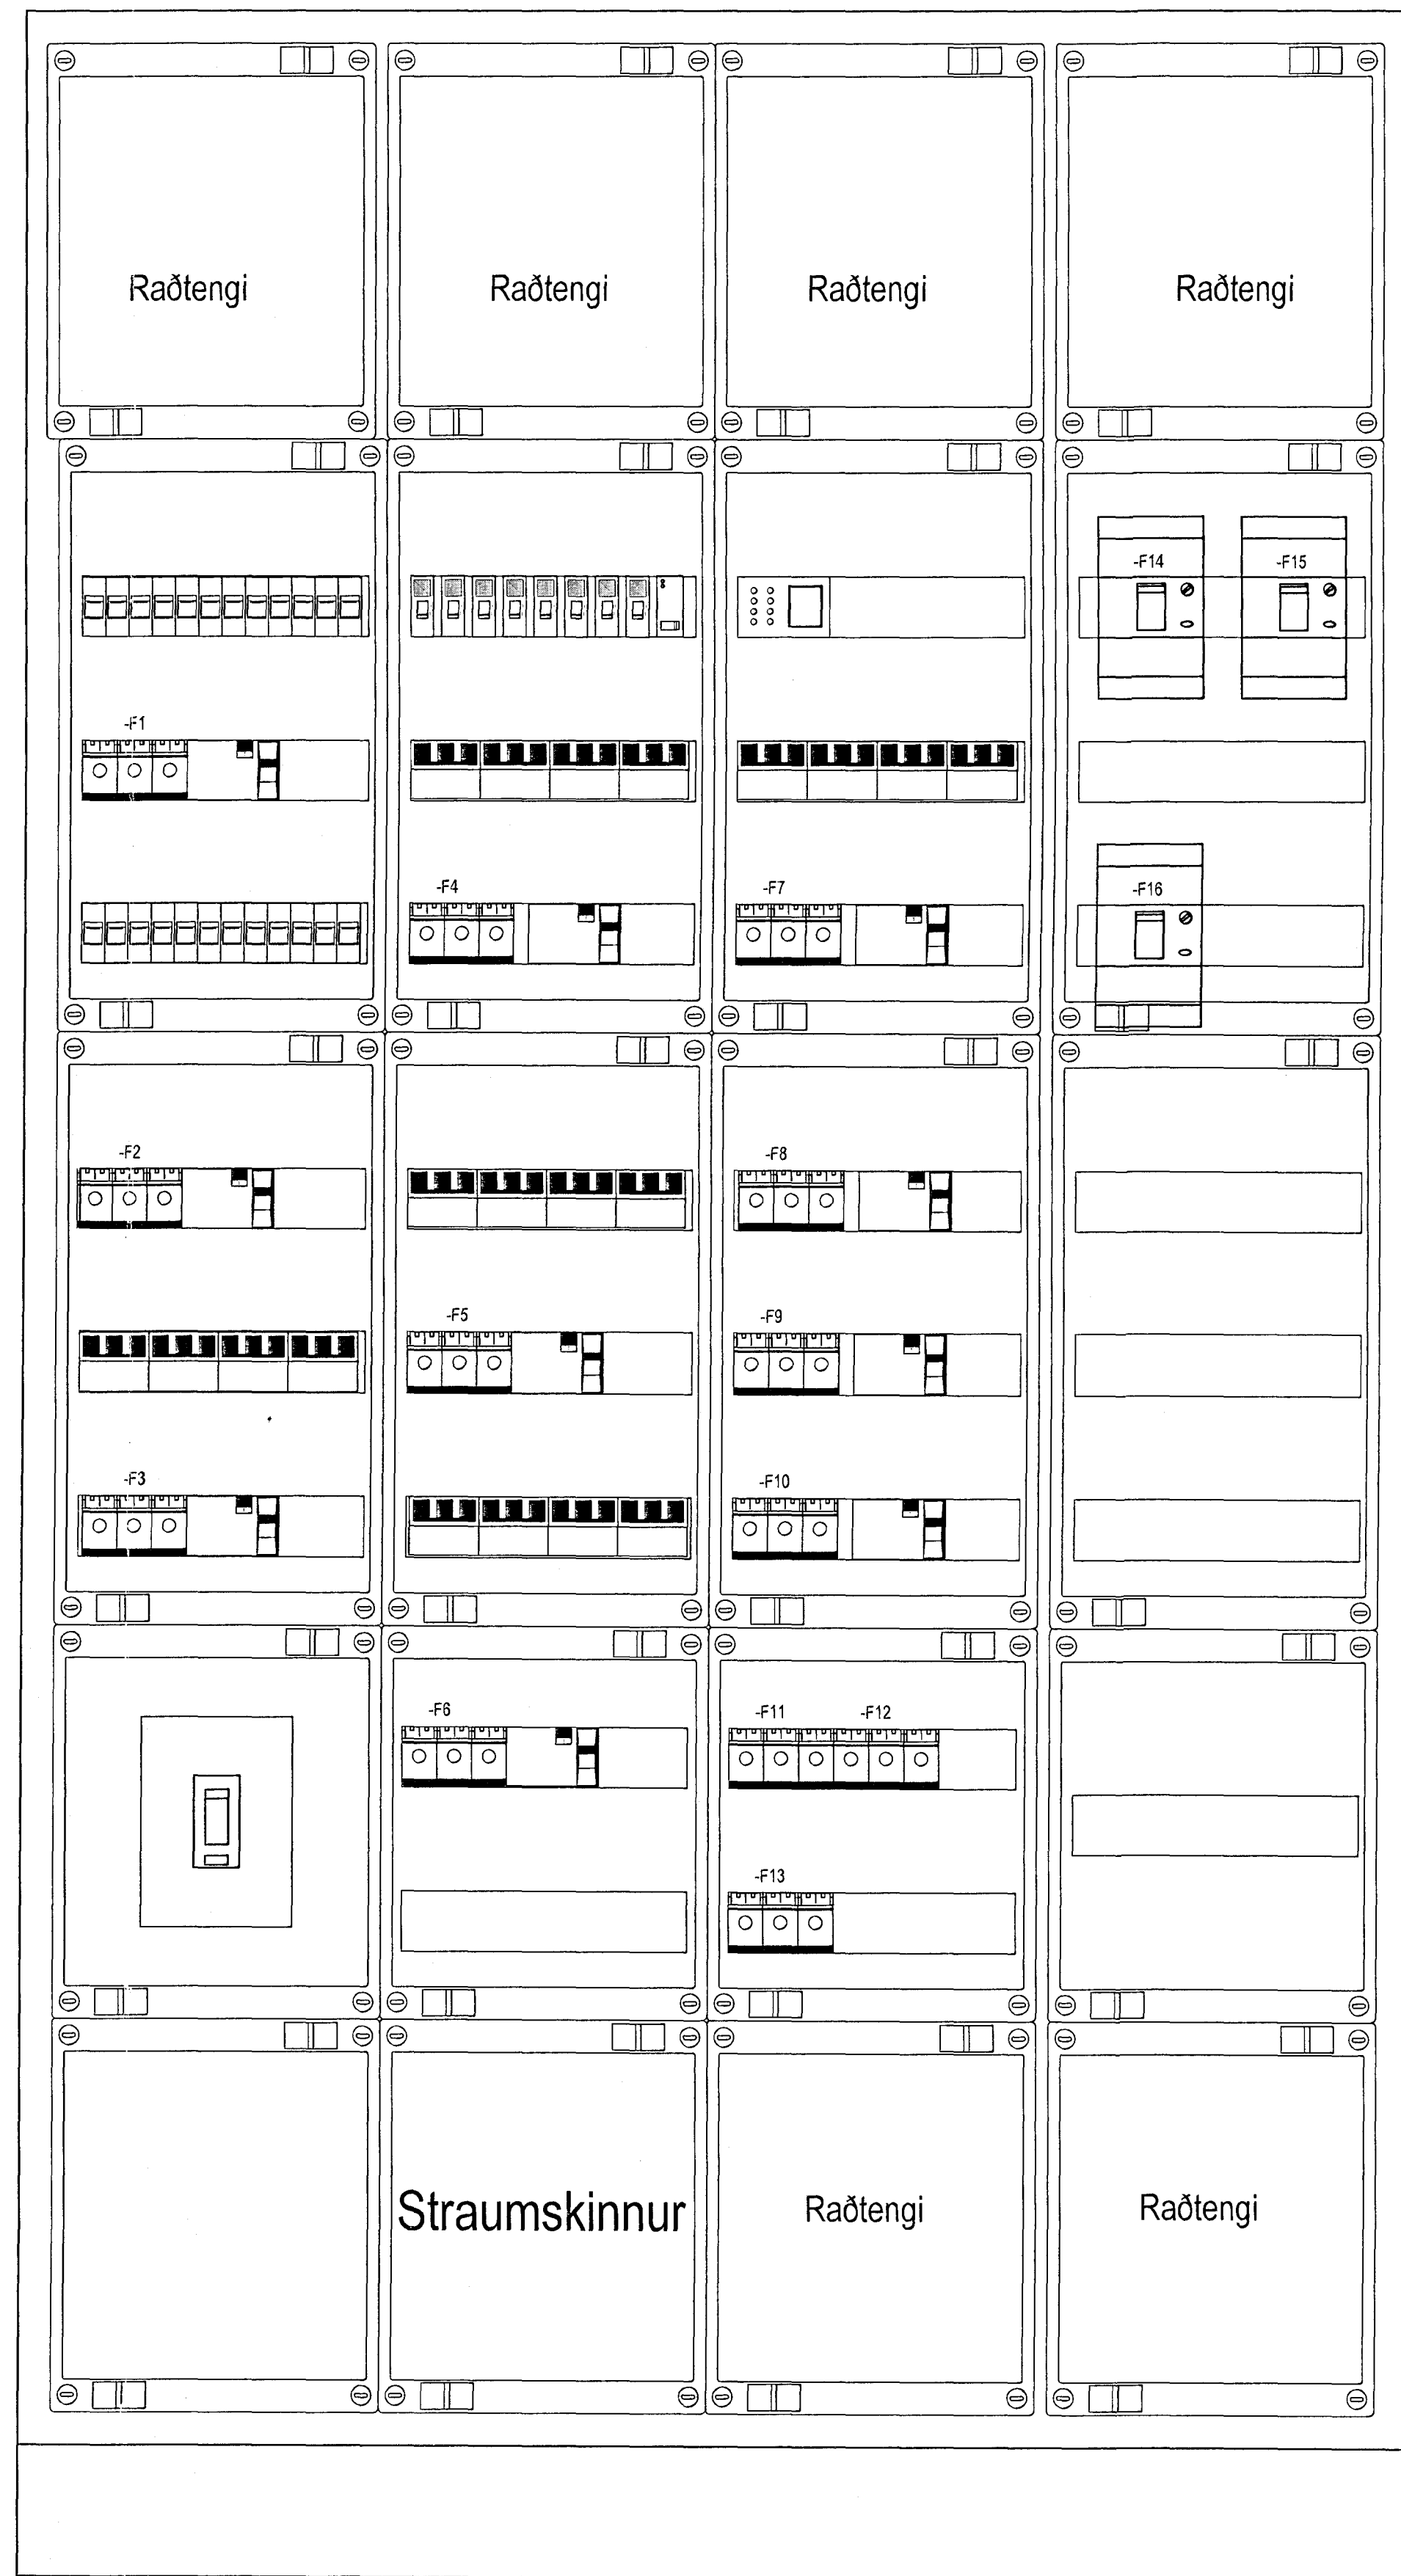 Raðtengi
Raðtengi
Raðtengi
Raðtengi
-F14
-F15
-F1
-F4
-F7
-F16
-F2
-F8
-F5
-F9
-F3
-F10
-F6
-F11
-F12
-F13
Straumskinnur
Raðtengi
Raðtengi